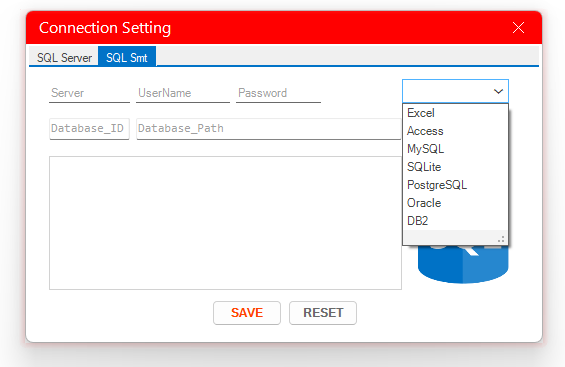 Connection Setting
SQL Server SQL Smt
Server UserName Password
Database_ID Database_Path
Excel
Access
MySQL
SQLite
PostgreSQL
Oracle
DB2
SAVE RESET